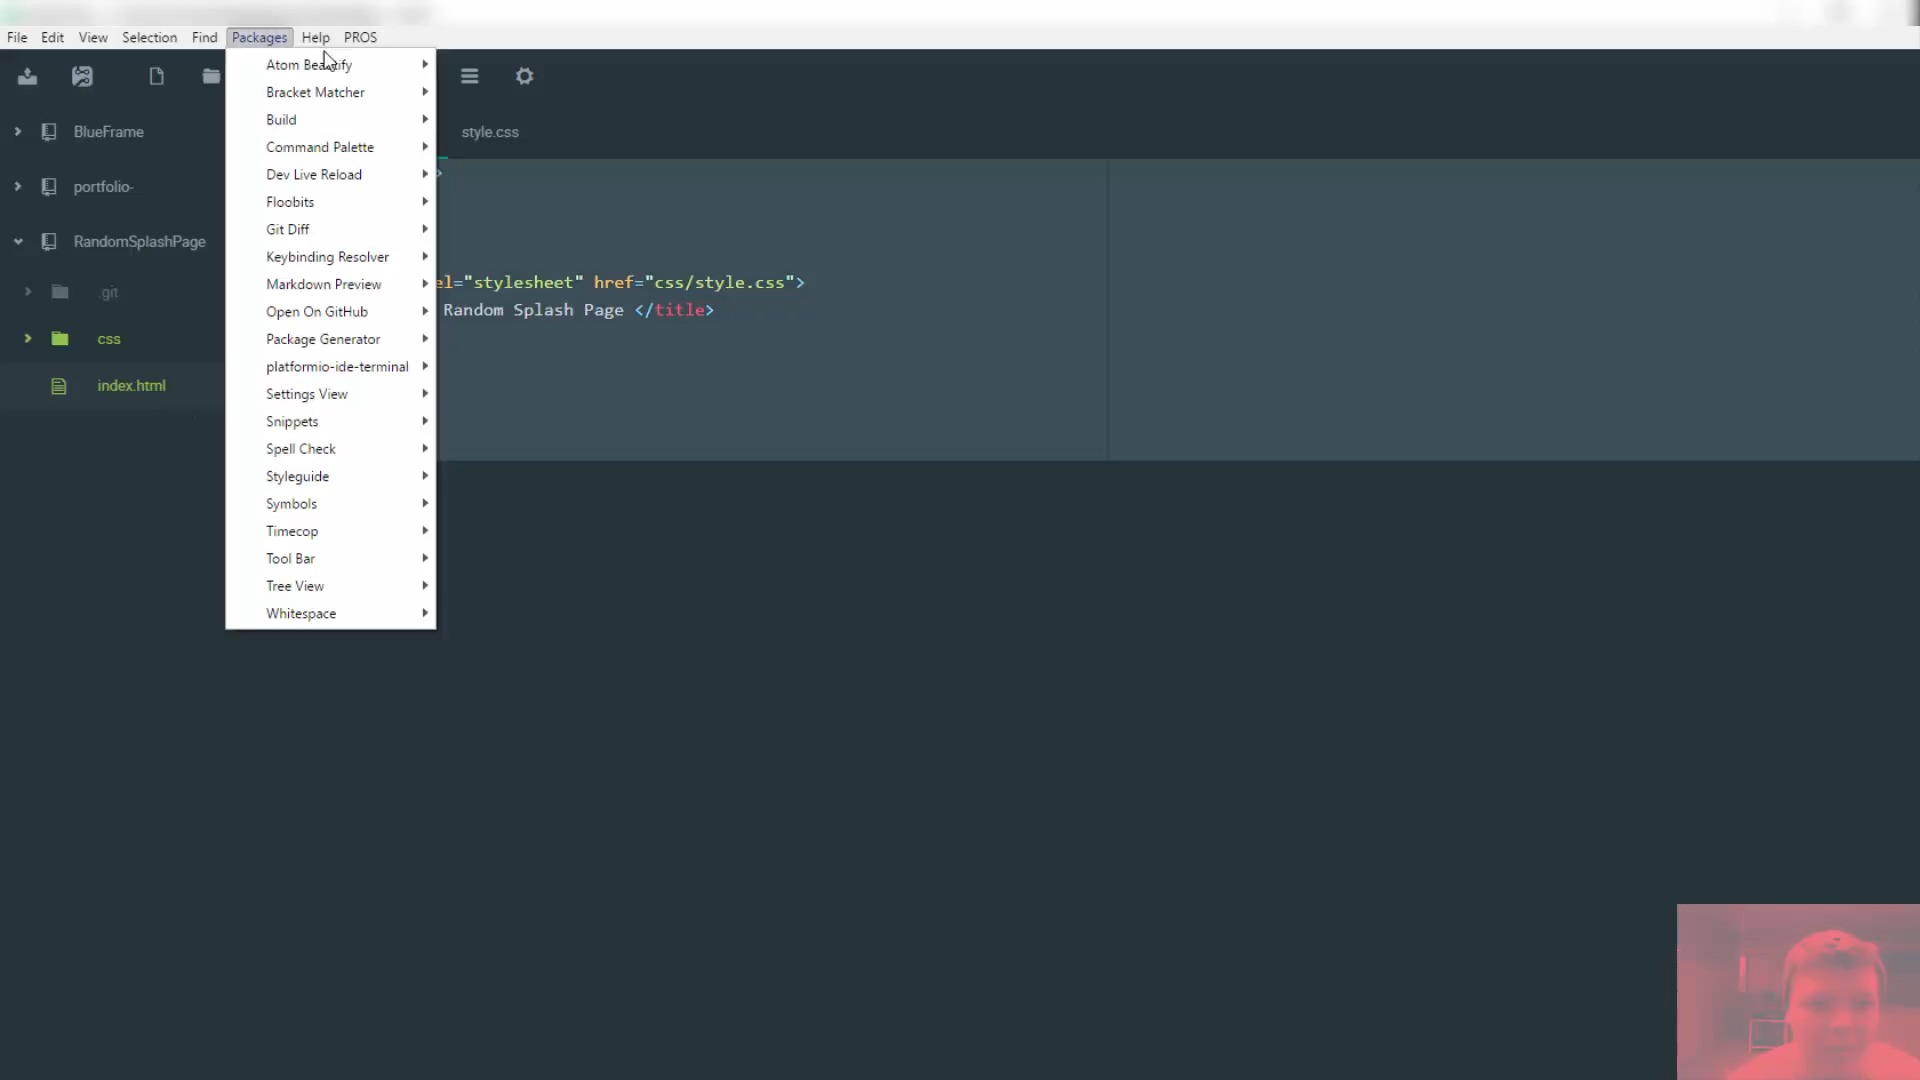 File Edit View Selection Find Packages Help PROS
Atom Beautify
Bracket Matcher
Build
Command Palette
Dev Live Reload
Floobits
Git Diff
Keybinding Resolver
Markdown Preview
Open On GitHub
Package Generator
platformio-ide-terminal
Settings View
Snippets
Spell Check
Styleguide
Symbols
Timecop
Tool Bar
Tree View
Whitespace
BlueFrame
portfolio-
RandomSplashPage
.git
css
index.html
style.css
>
el="stylesheet" href="css/style.css">
Random Splash Page </title>